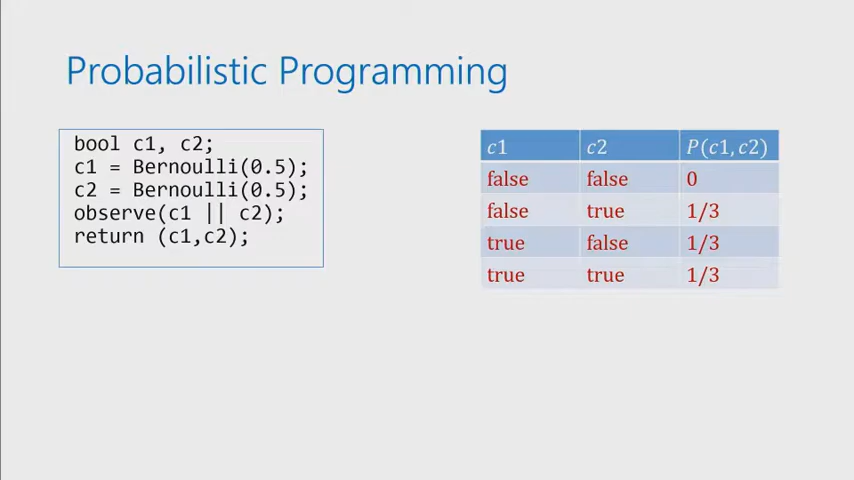 Probabilistic Programming
bool c1, c2;
c1 = Bernoulli(0.5);
c2 = Bernoulli(0.5);
observe(c1 || c2);
return (c1,c2);
c1 c2 P(c1, c2)
false false 0
false true 1/3
true false 1/3
true true 1/3